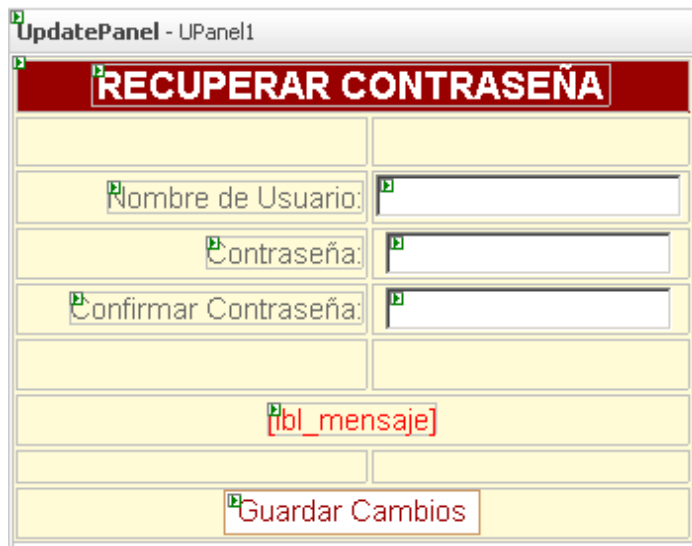 UpdatePanel - UPanel1
RECUPERAR CONTRASEÑA
Nombre de Usuario:
Contraseña:
Confirmar Contraseña:
[lbl_mensaje]
Guardar Cambios